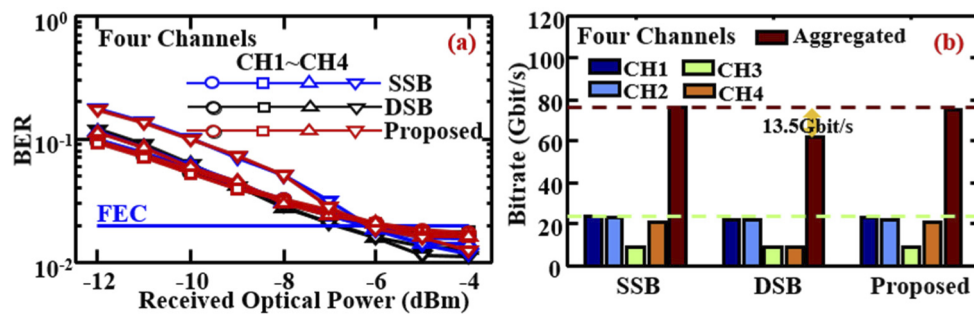 10⁰
Four Channels
(a)
CH1~CH4
SSB
DSB
Proposed
10⁻¹
BER
FEC
10⁻²
-12
-10
-8
-6
-4
Received Optical Power (dBm)
120
Four Channels
Aggregated
(b)
100
CH1
CH3
CH2
CH4
80
13.5Gbit/s
60
Bitrate (Gbit/s)
40
20
0
SSB
DSB
Proposed